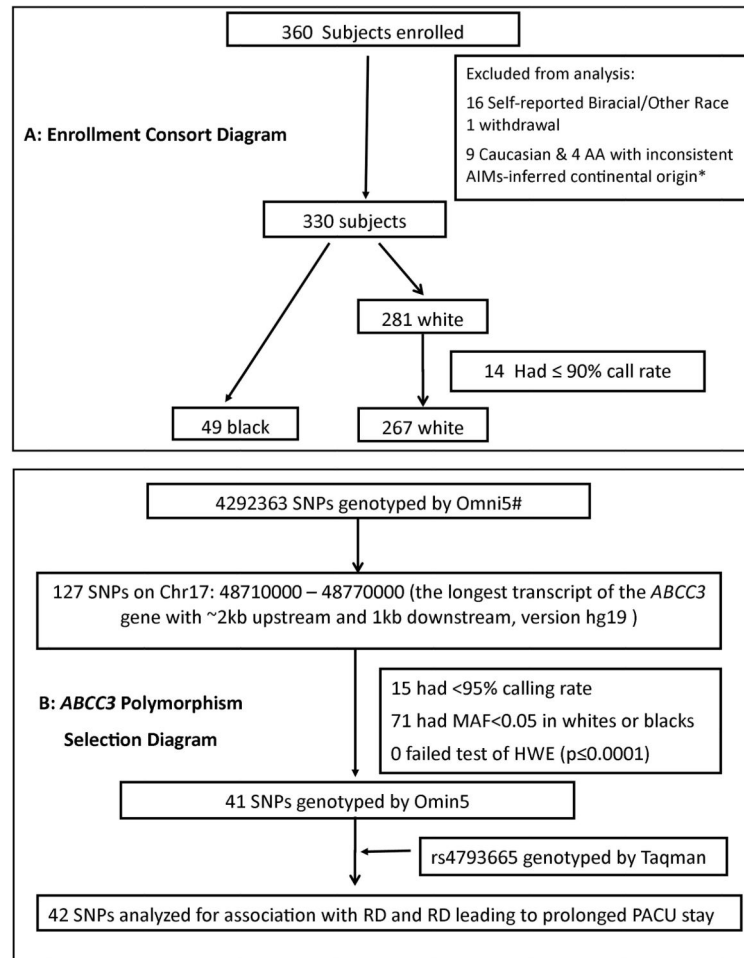 360 Subjects enrolled
Excluded from analysis:
16 Self-reported Biracial/Other Race
1 withdrawal
9 Caucasian & 4 AA with inconsistent
AIMs-inferred continental origin*
A: Enrollment Consort Diagram
330 subjects
281 white
14 Had ≤ 90% call rate
49 black
267 white
4292363 SNPs genotyped by Omni5#
127 SNPs on Chr17: 48710000 – 48770000 (the longest transcript of the ABCC3
gene with ~2kb upstream and 1kb downstream, version hg19 )
15 had <95% calling rate
71 had MAF<0.05 in whites or blacks
0 failed test of HWE (p≤0.0001)
B: ABCC3 Polymorphism
Selection Diagram
41 SNPs genotyped by Omin5
rs4793665 genotyped by Taqman
42 SNPs analyzed for association with RD and RD leading to prolonged PACU stay